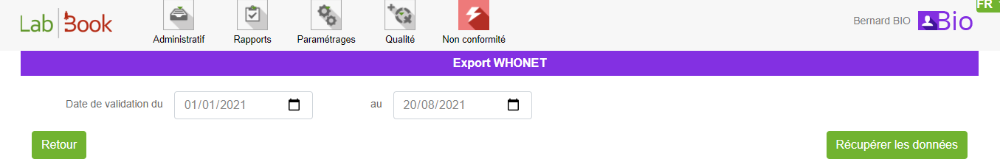 FR
Lab Book
Administratif
Rapports
Paramétrages
Qualité
Non conformité
Bernard BIO
Bio
Export WHONET
Date de validation du 01/01/2021 au 20/08/2021
Retour
Récupérer les données